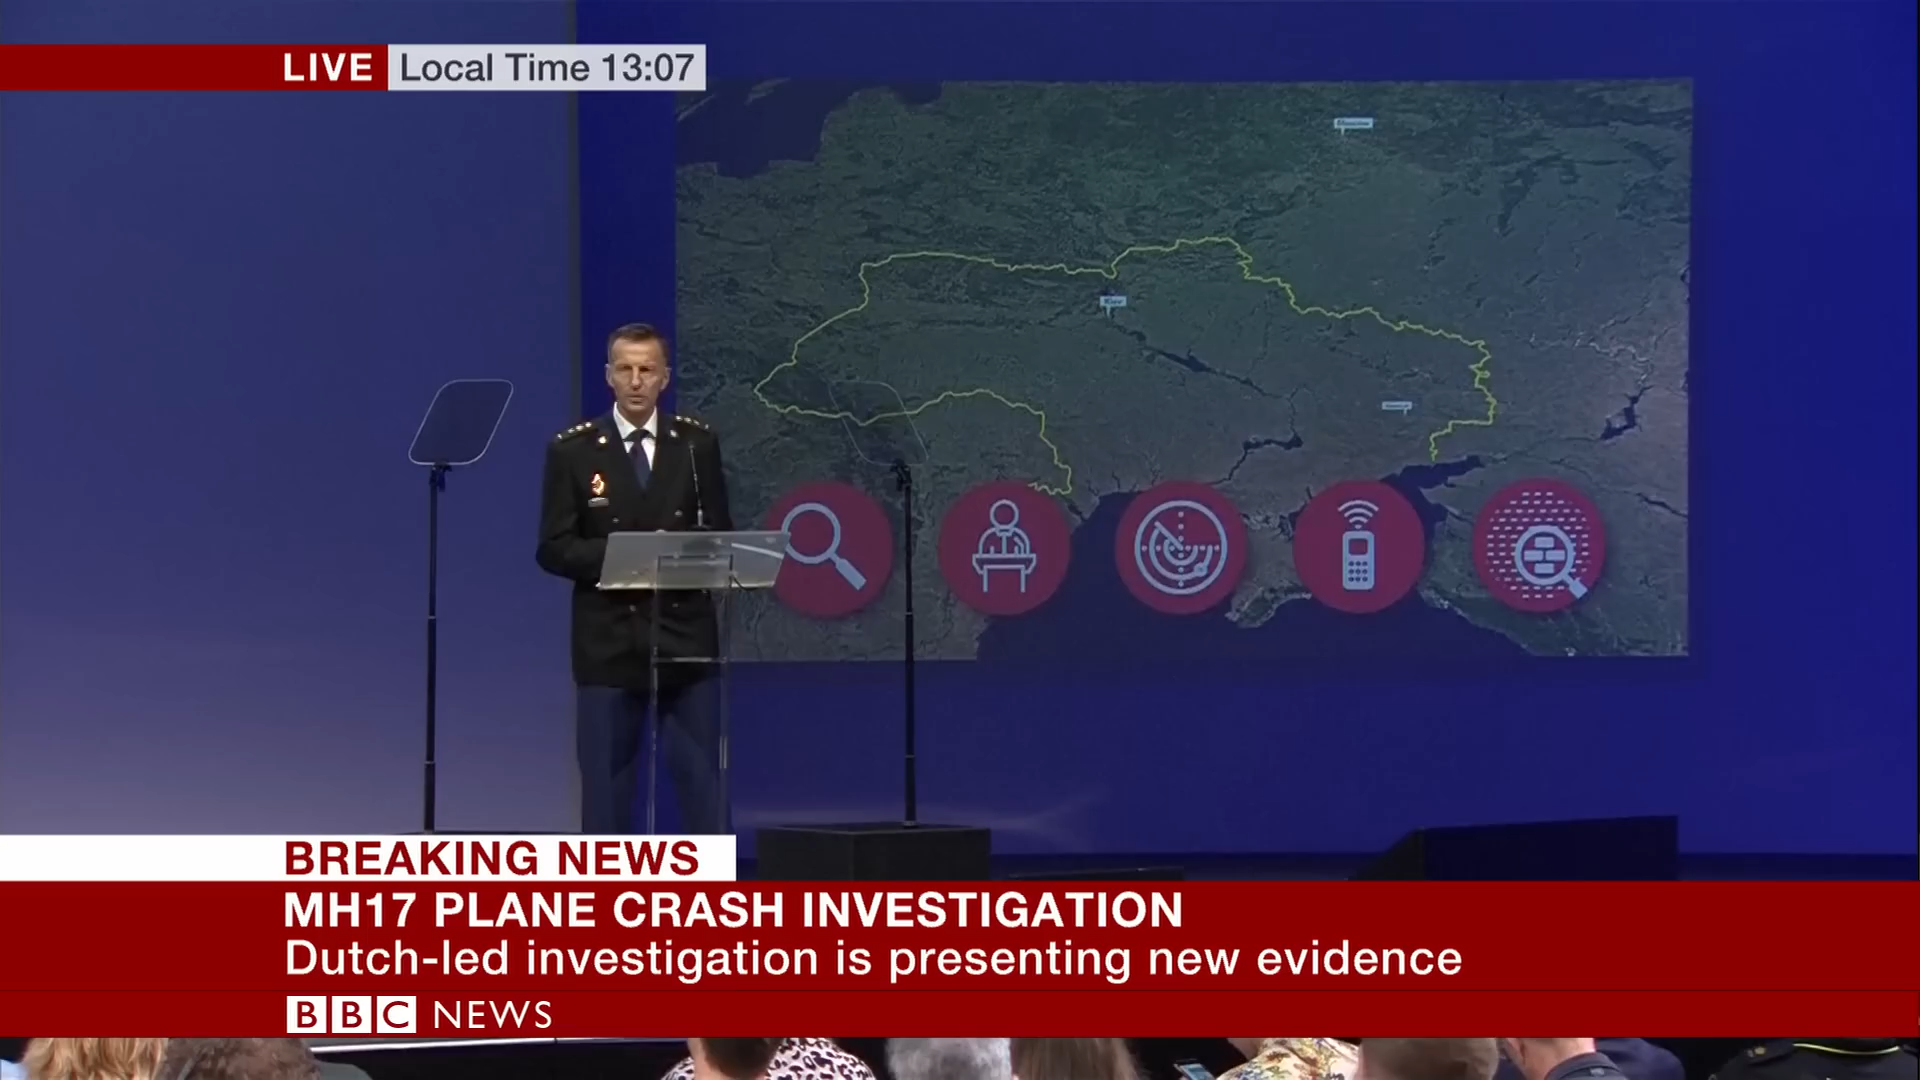 LIVE Local Time 13:07
Kiev
BREAKING NEWS
MH17 PLANE CRASH INVESTIGATION
Dutch-led investigation is presenting new evidence
BBC NEWS